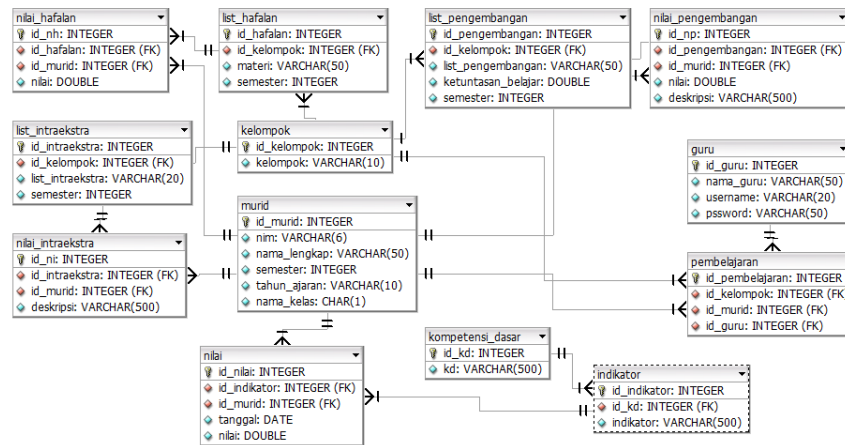 nilai_hafalan
id_nh: INTEGER
id_hafalan: INTEGER (FK)
id_murid: INTEGER (FK)
nilai: DOUBLE
list_hafalan
id_hafalan: INTEGER
id_kelompok: INTEGER (FK)
materi: VARCHAR(50)
semester: INTEGER
list_pengembangan
id_pengembangan: INTEGER
id_kelompok: INTEGER (FK)
list_pengembangan: VARCHAR(50)
ketuntasan_belajar: DOUBLE
semester: INTEGER
nilai_pengembangan
id_np: INTEGER
id_pengembangan: INTEGER (FK)
id_murid: INTEGER (FK)
nilai: DOUBLE
deskripsi: VARCHAR(500)
list_intraekstra
id_intraekstra: INTEGER
id_kelompok: INTEGER (FK)
list_intraekstra: VARCHAR(20)
semester: INTEGER
kelompok
id_kelompok: INTEGER
kelompok: VARCHAR(10)
guru
id_guru: INTEGER
nama_guru: VARCHAR(50)
username: VARCHAR(20)
pssword: VARCHAR(50)
murid
id_murid: INTEGER
nim: VARCHAR(6)
nama_lengkap: VARCHAR(50)
semester: INTEGER
tahun_ajaran: VARCHAR(10)
nama_kelas: CHAR(1)
nilai_intraekstra
id_ni: INTEGER
id_intraekstra: INTEGER (FK)
id_murid: INTEGER (FK)
deskripsi: VARCHAR(500)
pembelajaran
id_pembelajaran: INTEGER
id_kelompok: INTEGER (FK)
id_murid: INTEGER (FK)
id_guru: INTEGER (FK)
nilai
id_nilai: INTEGER
id_indikator: INTEGER (FK)
id_murid: INTEGER (FK)
tanggal: DATE
nilai: DOUBLE
kompetensi_dasar
id_kd: INTEGER
kd: VARCHAR(500)
indikator
id_indikator: INTEGER
id_kd: INTEGER (FK)
indikator: VARCHAR(500)